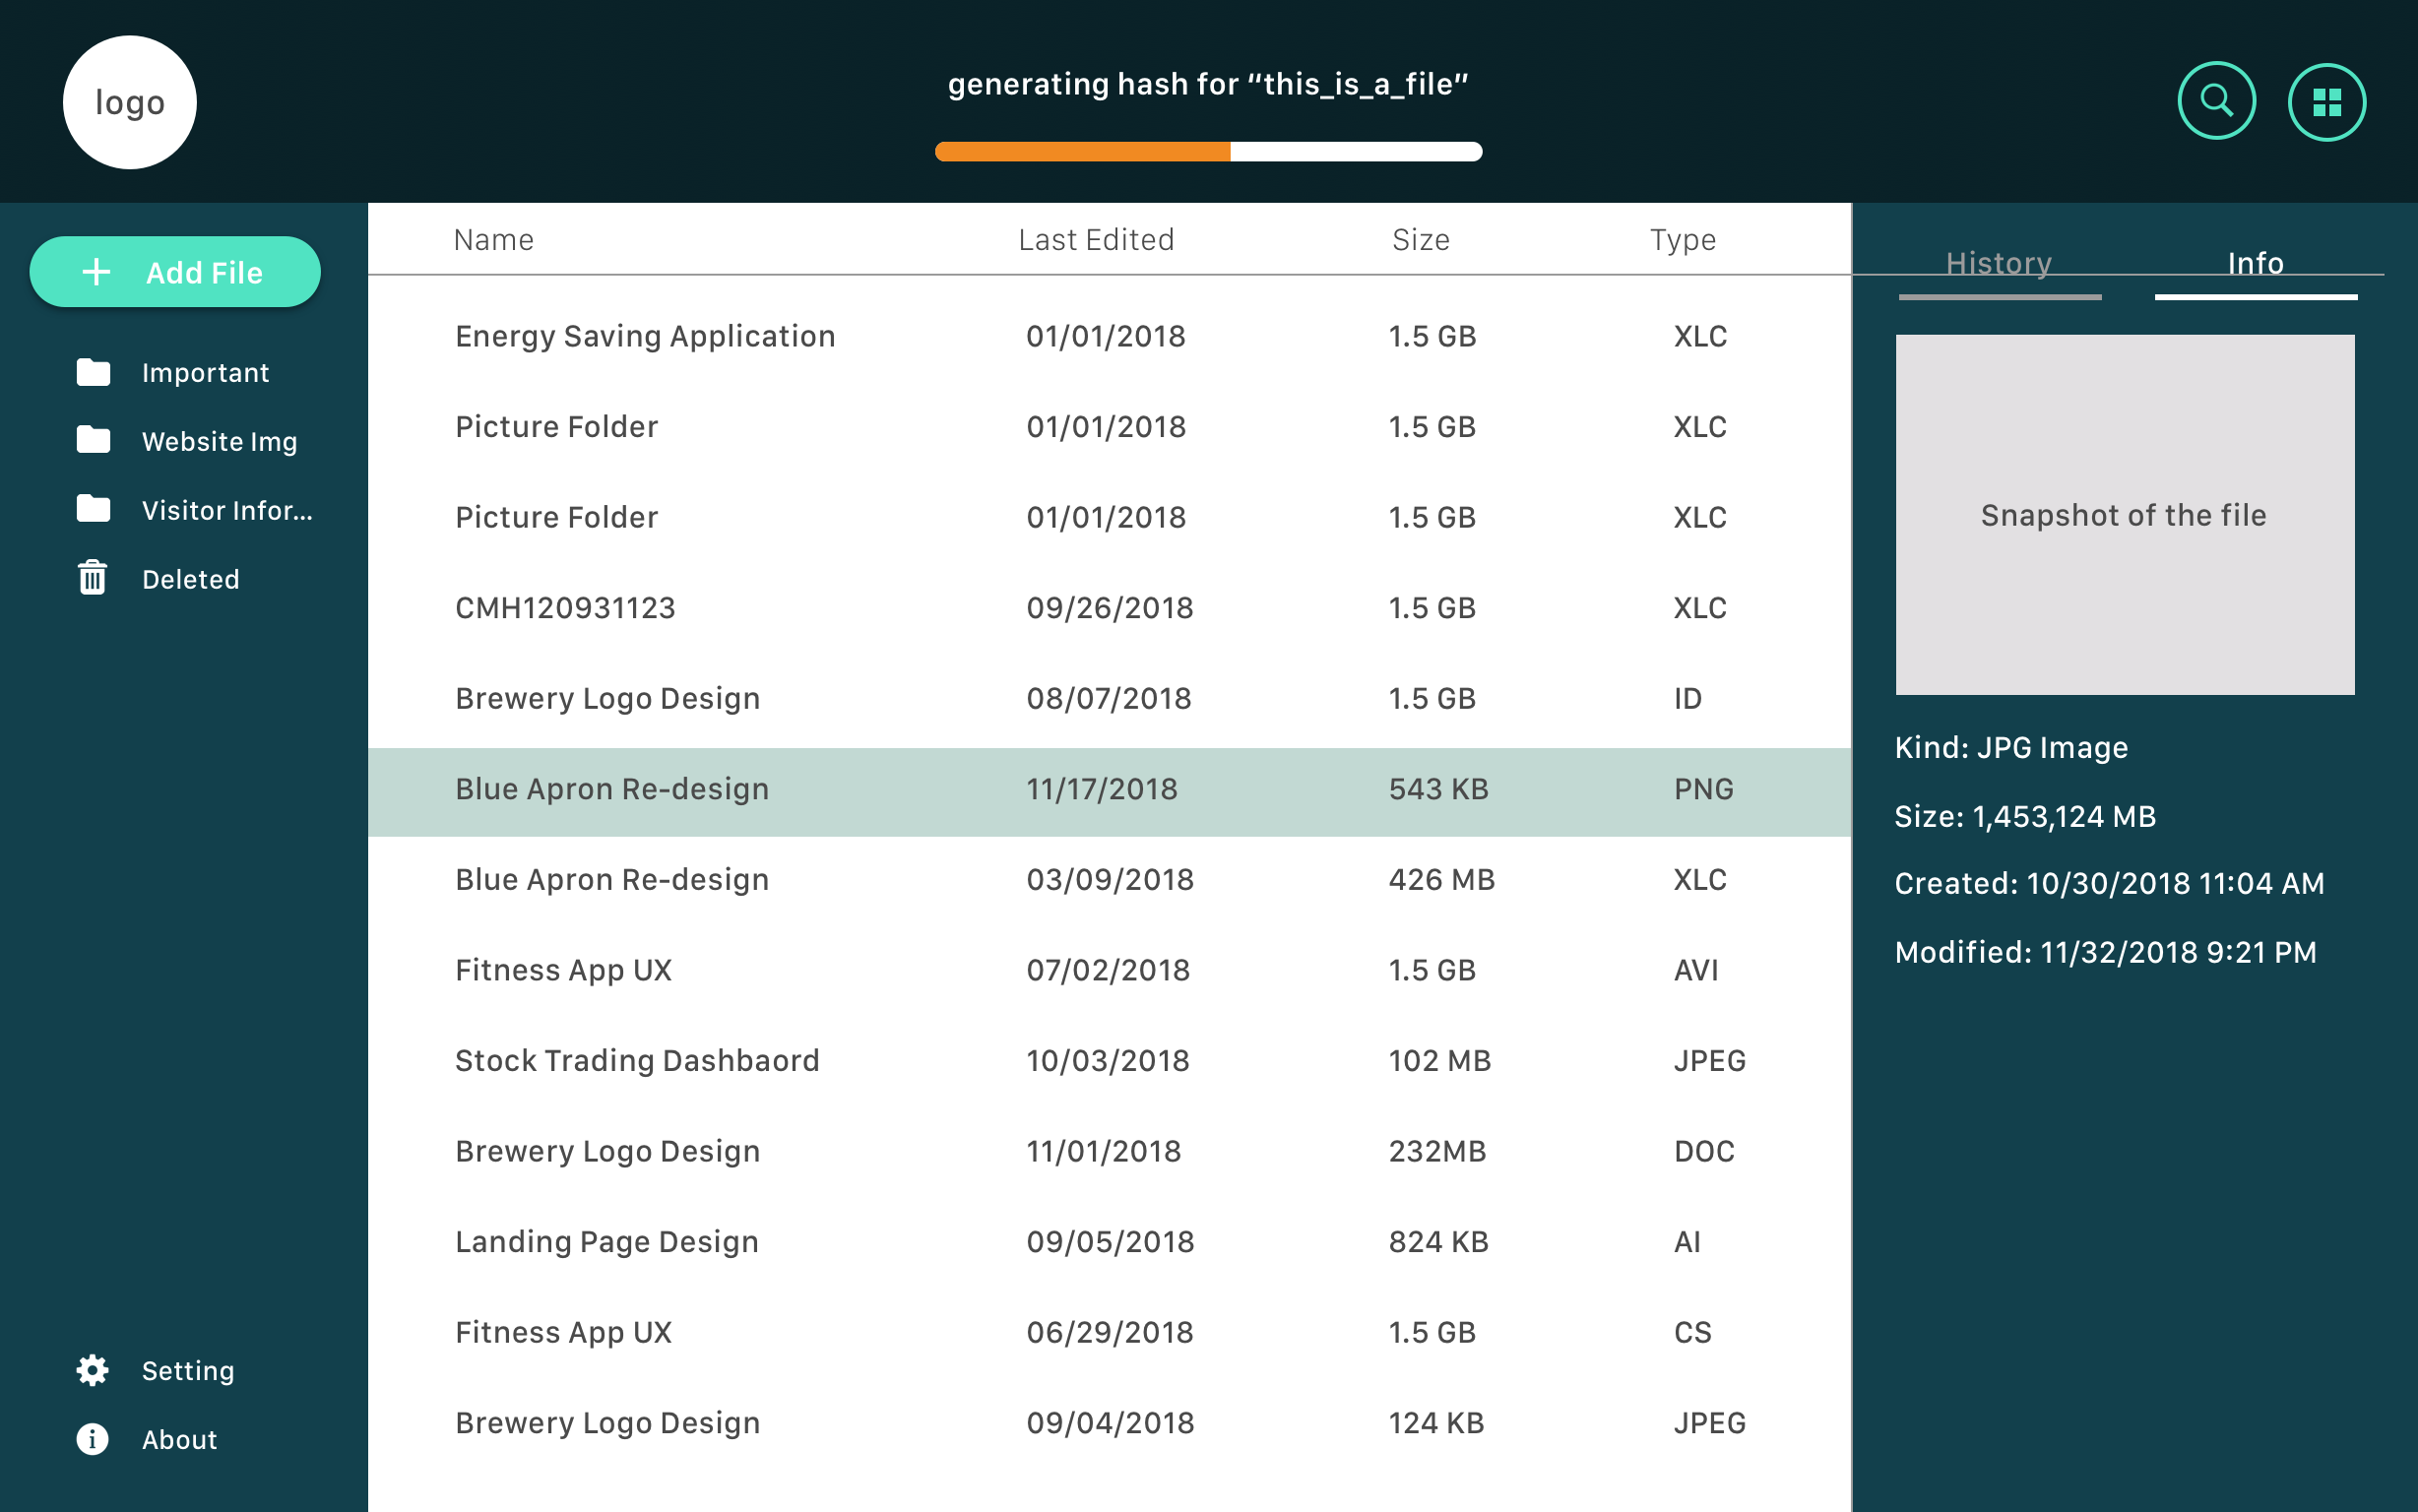 logo
generating hash for “this_is_a_file”
Add File
Important
Website Img
Visitor Infor...
Deleted
Setting
About
Name Last Edited Size Type
Energy Saving Application 01/01/2018 1.5 GB XLC
Picture Folder 01/01/2018 1.5 GB XLC
Picture Folder 01/01/2018 1.5 GB XLC
CMH120931123 09/26/2018 1.5 GB XLC
Brewery Logo Design 08/07/2018 1.5 GB ID
Blue Apron Re-design 11/17/2018 543 KB PNG
Blue Apron Re-design 03/09/2018 426 MB XLC
Fitness App UX 07/02/2018 1.5 GB AVI
Stock Trading Dashbaord 10/03/2018 102 MB JPEG
Brewery Logo Design 11/01/2018 232MB DOC
Landing Page Design 09/05/2018 824 KB AI
Fitness App UX 06/29/2018 1.5 GB CS
Brewery Logo Design 09/04/2018 124 KB JPEG
History Info
Snapshot of the file
Kind: JPG Image
Size: 1,453,124 MB
Created: 10/30/2018 11:04 AM
Modified: 11/32/2018 9:21 PM